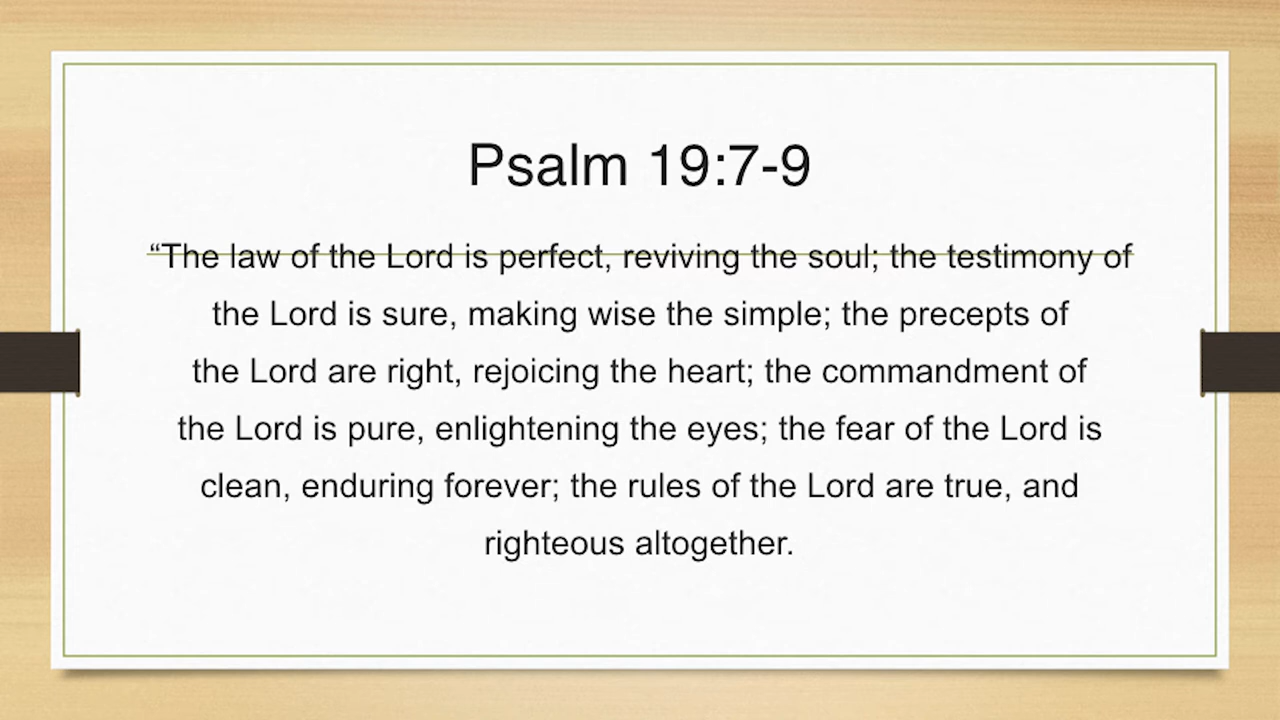 Psalm 19:7-9
“The law of the Lord is perfect, reviving the soul; the testimony of
the Lord is sure, making wise the simple; the precepts of
the Lord are right, rejoicing the heart; the commandment of
the Lord is pure, enlightening the eyes; the fear of the Lord is
clean, enduring forever; the rules of the Lord are true, and
righteous altogether.